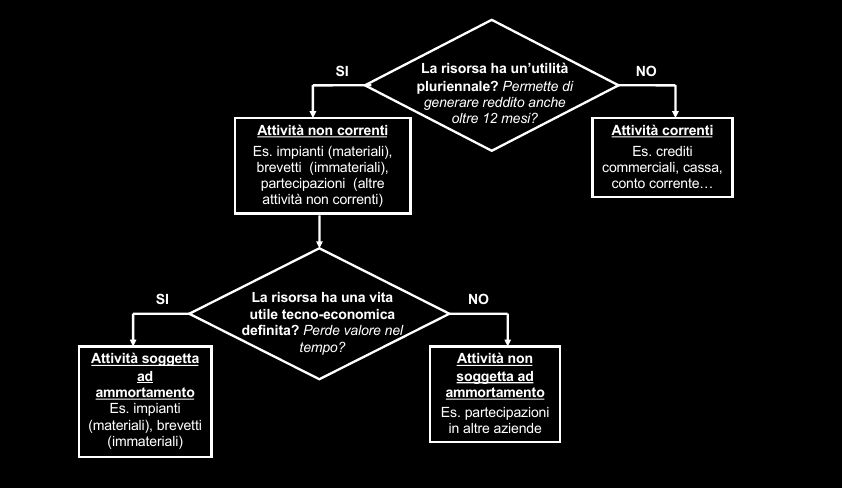 La risorsa ha un'utilità
pluriennale? Permette di
generare reddito anche
oltre 12 mesi?
SI
NO
Attività non correnti
Es. impianti (materiali),
brevetti (immateriali),
partecipazioni (altre
attività non correnti)
Attività correnti
Es. crediti
commerciali, cassa,
conto corrente…
La risorsa ha una vita
utile tecno-economica
definita? Perde valore nel
tempo?
SI
NO
Attività soggetta
ad
ammortamento
Es. impianti
(materiali), brevetti
(immateriali)
Attività non
soggetta ad
ammortamento
Es. partecipazioni
in altre aziende